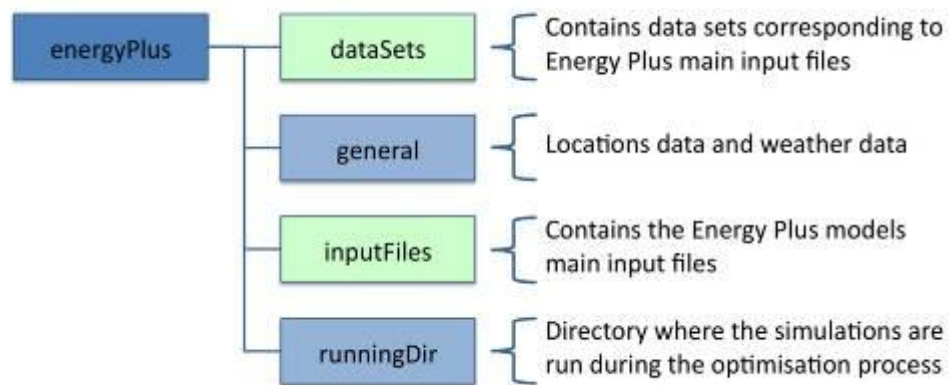 energyPlus
dataSets
Contains data sets corresponding to
Energy Plus main input files
general
Locations data and weather data
inputFiles
Contains the Energy Plus models
main input files
runningDir
Directory where the simulations are
run during the optimisation process